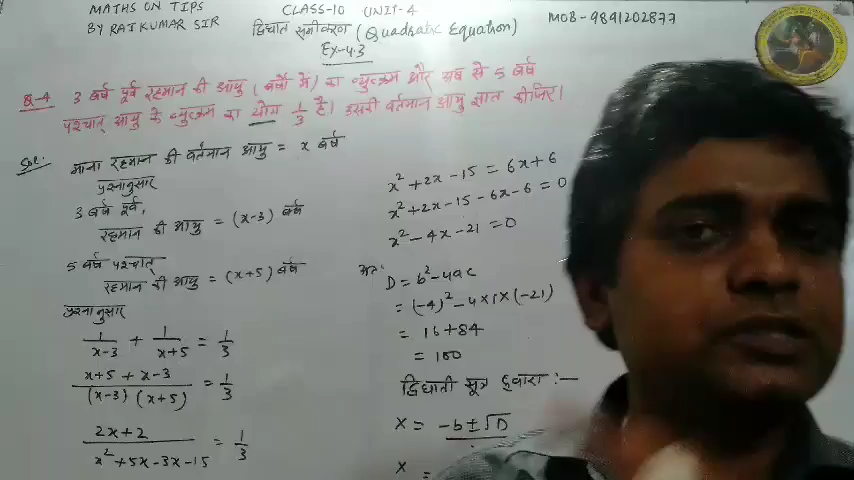 MATHS ON TIPS
BY RAJKUMAR SIR
CLASS-10 UNIT-4
द्विघात समीकरण (Quadratic Equation)
Ex-4.3
MOB-9891202877
Q-4 3 वर्ष पूर्व रहमान की आयु (वर्षों में) का व्युत्क्रम और अब से 5 वर्ष
पश्चात् आयु के व्युत्क्रम का योग 1/3 है। उसकी वर्तमान आयु ज्ञात कीजिए।
Sol. माना रहमान की वर्तमान आयु = x वर्ष
प्रश्नानुसार
3 वर्ष पूर्व,
रहमान की आयु = (x-3) वर्ष
5 वर्ष पश्चात्
रहमान की आयु = (x+5) वर्ष
प्रश्नानुसार
1/(x-3) + 1/(x+5) = 1/3
(x+5+x-3)/((x-3)(x+5)) = 1/3
(2x+2)/(x²+5x-3x-15) = 1/3
x²+2x-15 = 6x+6
x²+2x-15-6x-6 = 0
x²-4x-21 = 0
अतः D = b²-4ac
= (-4)²-4×1×(-21)
= 16+84
= 100
द्विघाती सूत्र द्वारा :-
x = -b±√D
x =